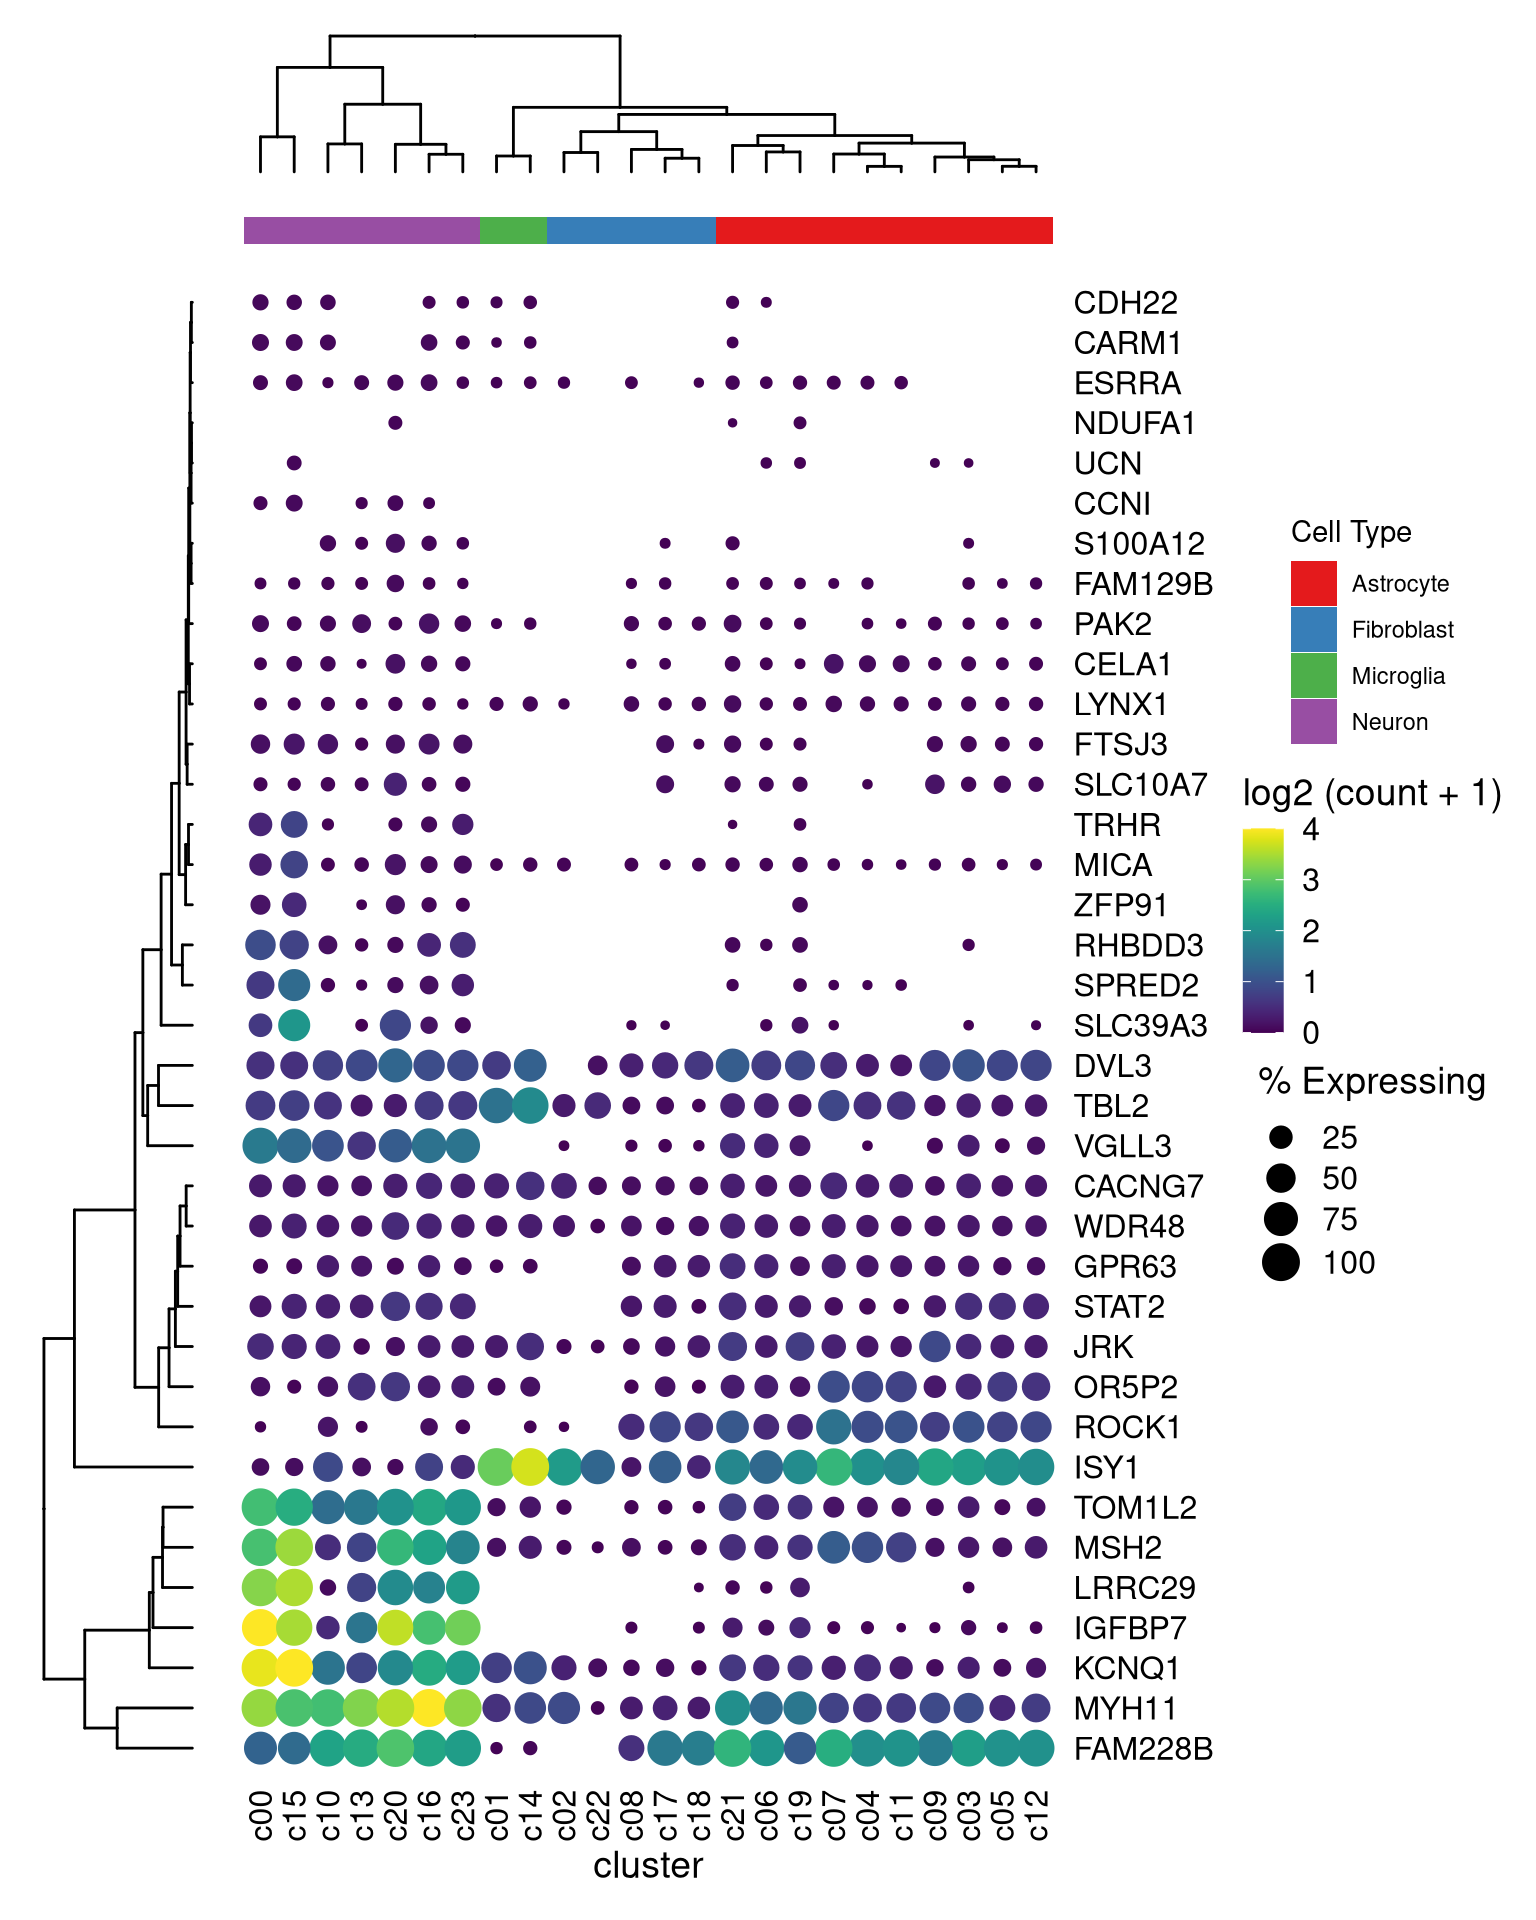 CDH22
CARM1
ESRRA
NDUFA1
UCN
CCNI
S100A12
FAM129B
PAK2
CELA1
LYNX1
FTSJ3
SLC10A7
TRHR
MICA
ZFP91
RHBDD3
SPRED2
SLC39A3
DVL3
TBL2
VGLL3
CACNG7
WDR48
GPR63
STAT2
JRK
OR5P2
ROCK1
ISY1
TOM1L2
MSH2
LRRC29
IGFBP7
KCNQ1
MYH11
FAM228B
c00 c15 c10 c13 c20 c16 c23 c01 c14 c02 c22 c08 c17 c18 c21 c06 c19 c07 c04 c11 c09 c03 c05 c12
cluster
Cell Type
Astrocyte
Fibroblast
Microglia
Neuron
log2 (count + 1)
4
3
2
1
0
% Expressing
25
50
75
100